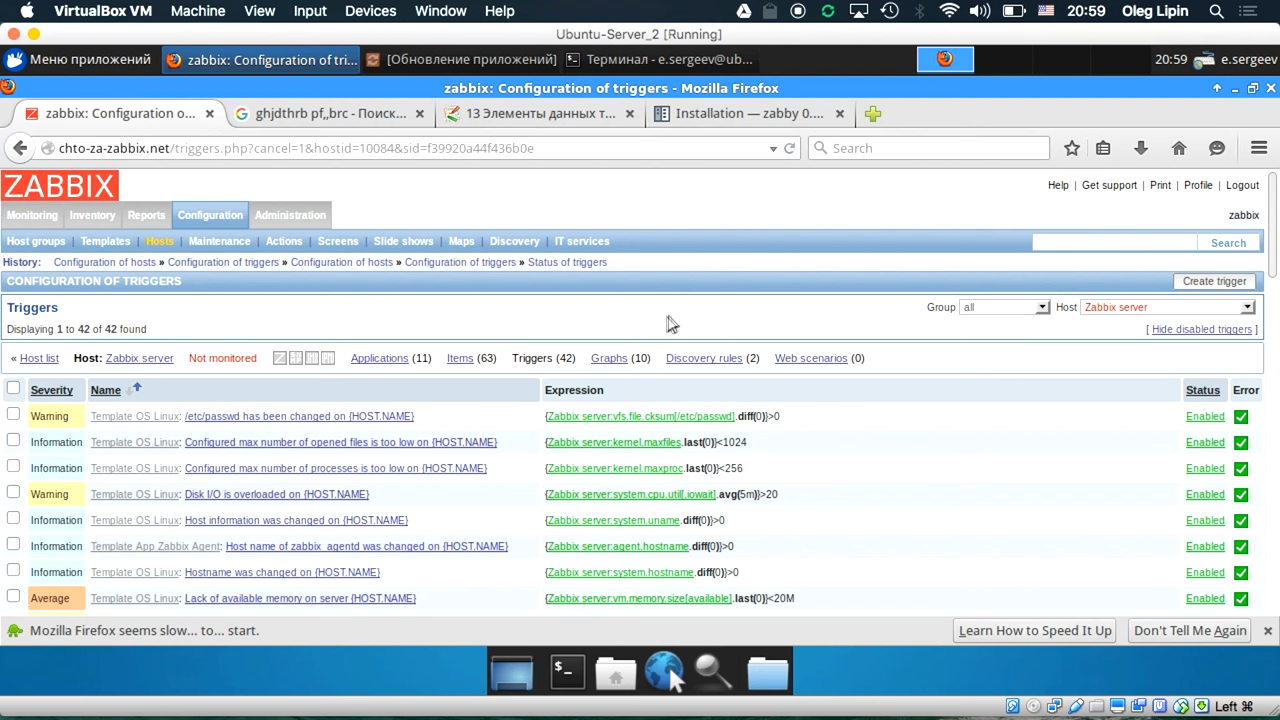 VirtualBox VM Machine View Input Devices Window Help 20:59 Oleg Lipin
Ubuntu-Server_2 [Running]
Меню приложений zabbix: Configuration of tri... [Обновление приложений] Терминал - e.sergeev@ub... 20:59 e.sergeev
zabbix: Configuration of triggers - Mozilla Firefox
zabbix: Configuration o... ghjdthrb pf,,brc - Поиск... 13 Элементы данных т... Installation — zabby 0....
chto-za-zabbix.net/triggers.php?cancel=1&hostid=10084&sid=f39920a44f436b0e Search
ZABBIX Help | Get support | Print | Profile | Logout
Monitoring Inventory Reports Configuration Administration zabbix
Host groups | Templates | Hosts | Maintenance | Actions | Screens | Slide shows | Maps | Discovery | IT services Search
History: Configuration of hosts » Configuration of triggers » Configuration of hosts » Configuration of triggers » Status of triggers
CONFIGURATION OF TRIGGERS Create trigger
Triggers Group all Host Zabbix server
Displaying 1 to 42 of 42 found [ Hide disabled triggers ]
« Host list Host: Zabbix server Not monitored Applications (11) Items (63) Triggers (42) Graphs (10) Discovery rules (2) Web scenarios (0)
Severity Name Expression Status Error
Warning Template OS Linux: /etc/passwd has been changed on {HOST.NAME} {Zabbix server:vfs.file.cksum[/etc/passwd].diff(0)}>0 Enabled
Information Template OS Linux: Configured max number of opened files is too low on {HOST.NAME} {Zabbix server:kernel.maxfiles.last(0)}<1024 Enabled
Information Template OS Linux: Configured max number of processes is too low on {HOST.NAME} {Zabbix server:kernel.maxproc.last(0)}<256 Enabled
Warning Template OS Linux: Disk I/O is overloaded on {HOST.NAME} {Zabbix server:system.cpu.util[,iowait].avg(5m)}>20 Enabled
Information Template OS Linux: Host information was changed on {HOST.NAME} {Zabbix server:system.uname.diff(0)}>0 Enabled
Information Template App Zabbix Agent: Host name of zabbix_agentd was changed on {HOST.NAME} {Zabbix server:agent.hostname.diff(0)}>0 Enabled
Information Template OS Linux: Hostname was changed on {HOST.NAME} {Zabbix server:system.hostname.diff(0)}>0 Enabled
Average Template OS Linux: Lack of available memory on server {HOST.NAME} {Zabbix server:vm.memory.size[available].last(0)}<20M Enabled
Mozilla Firefox seems slow... to... start. Learn How to Speed It Up Don't Tell Me Again
Left ⌘